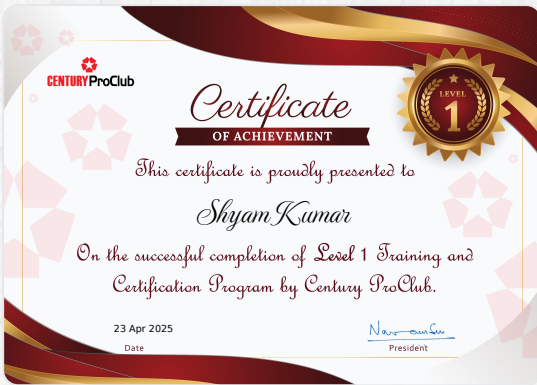 CENTURY ProClub
Certificate
OF ACHIEVEMENT
LEVEL
1
This certificate is proudly presented to
Shyam Kumar
On the successful completion of Level 1 Training and
Certification Program by Century ProClub.
23 Apr 2025
Date
President